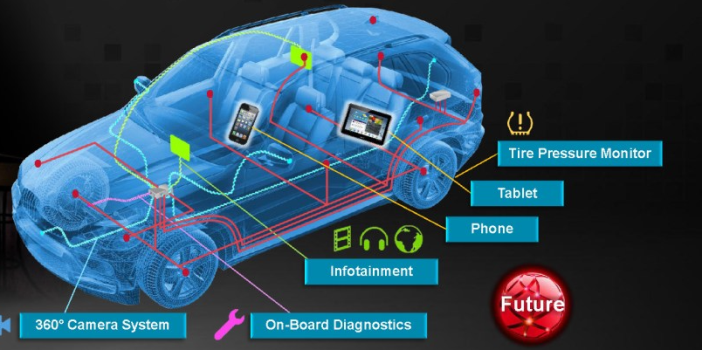 Tire Pressure Monitor
Tablet
Phone
Infotainment
Future
360° Camera System
On-Board Diagnostics